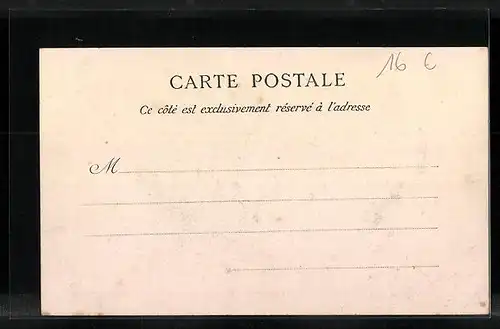 16 €
CARTE POSTALE
Ce côté est exclusivement réservé à l'adresse
M